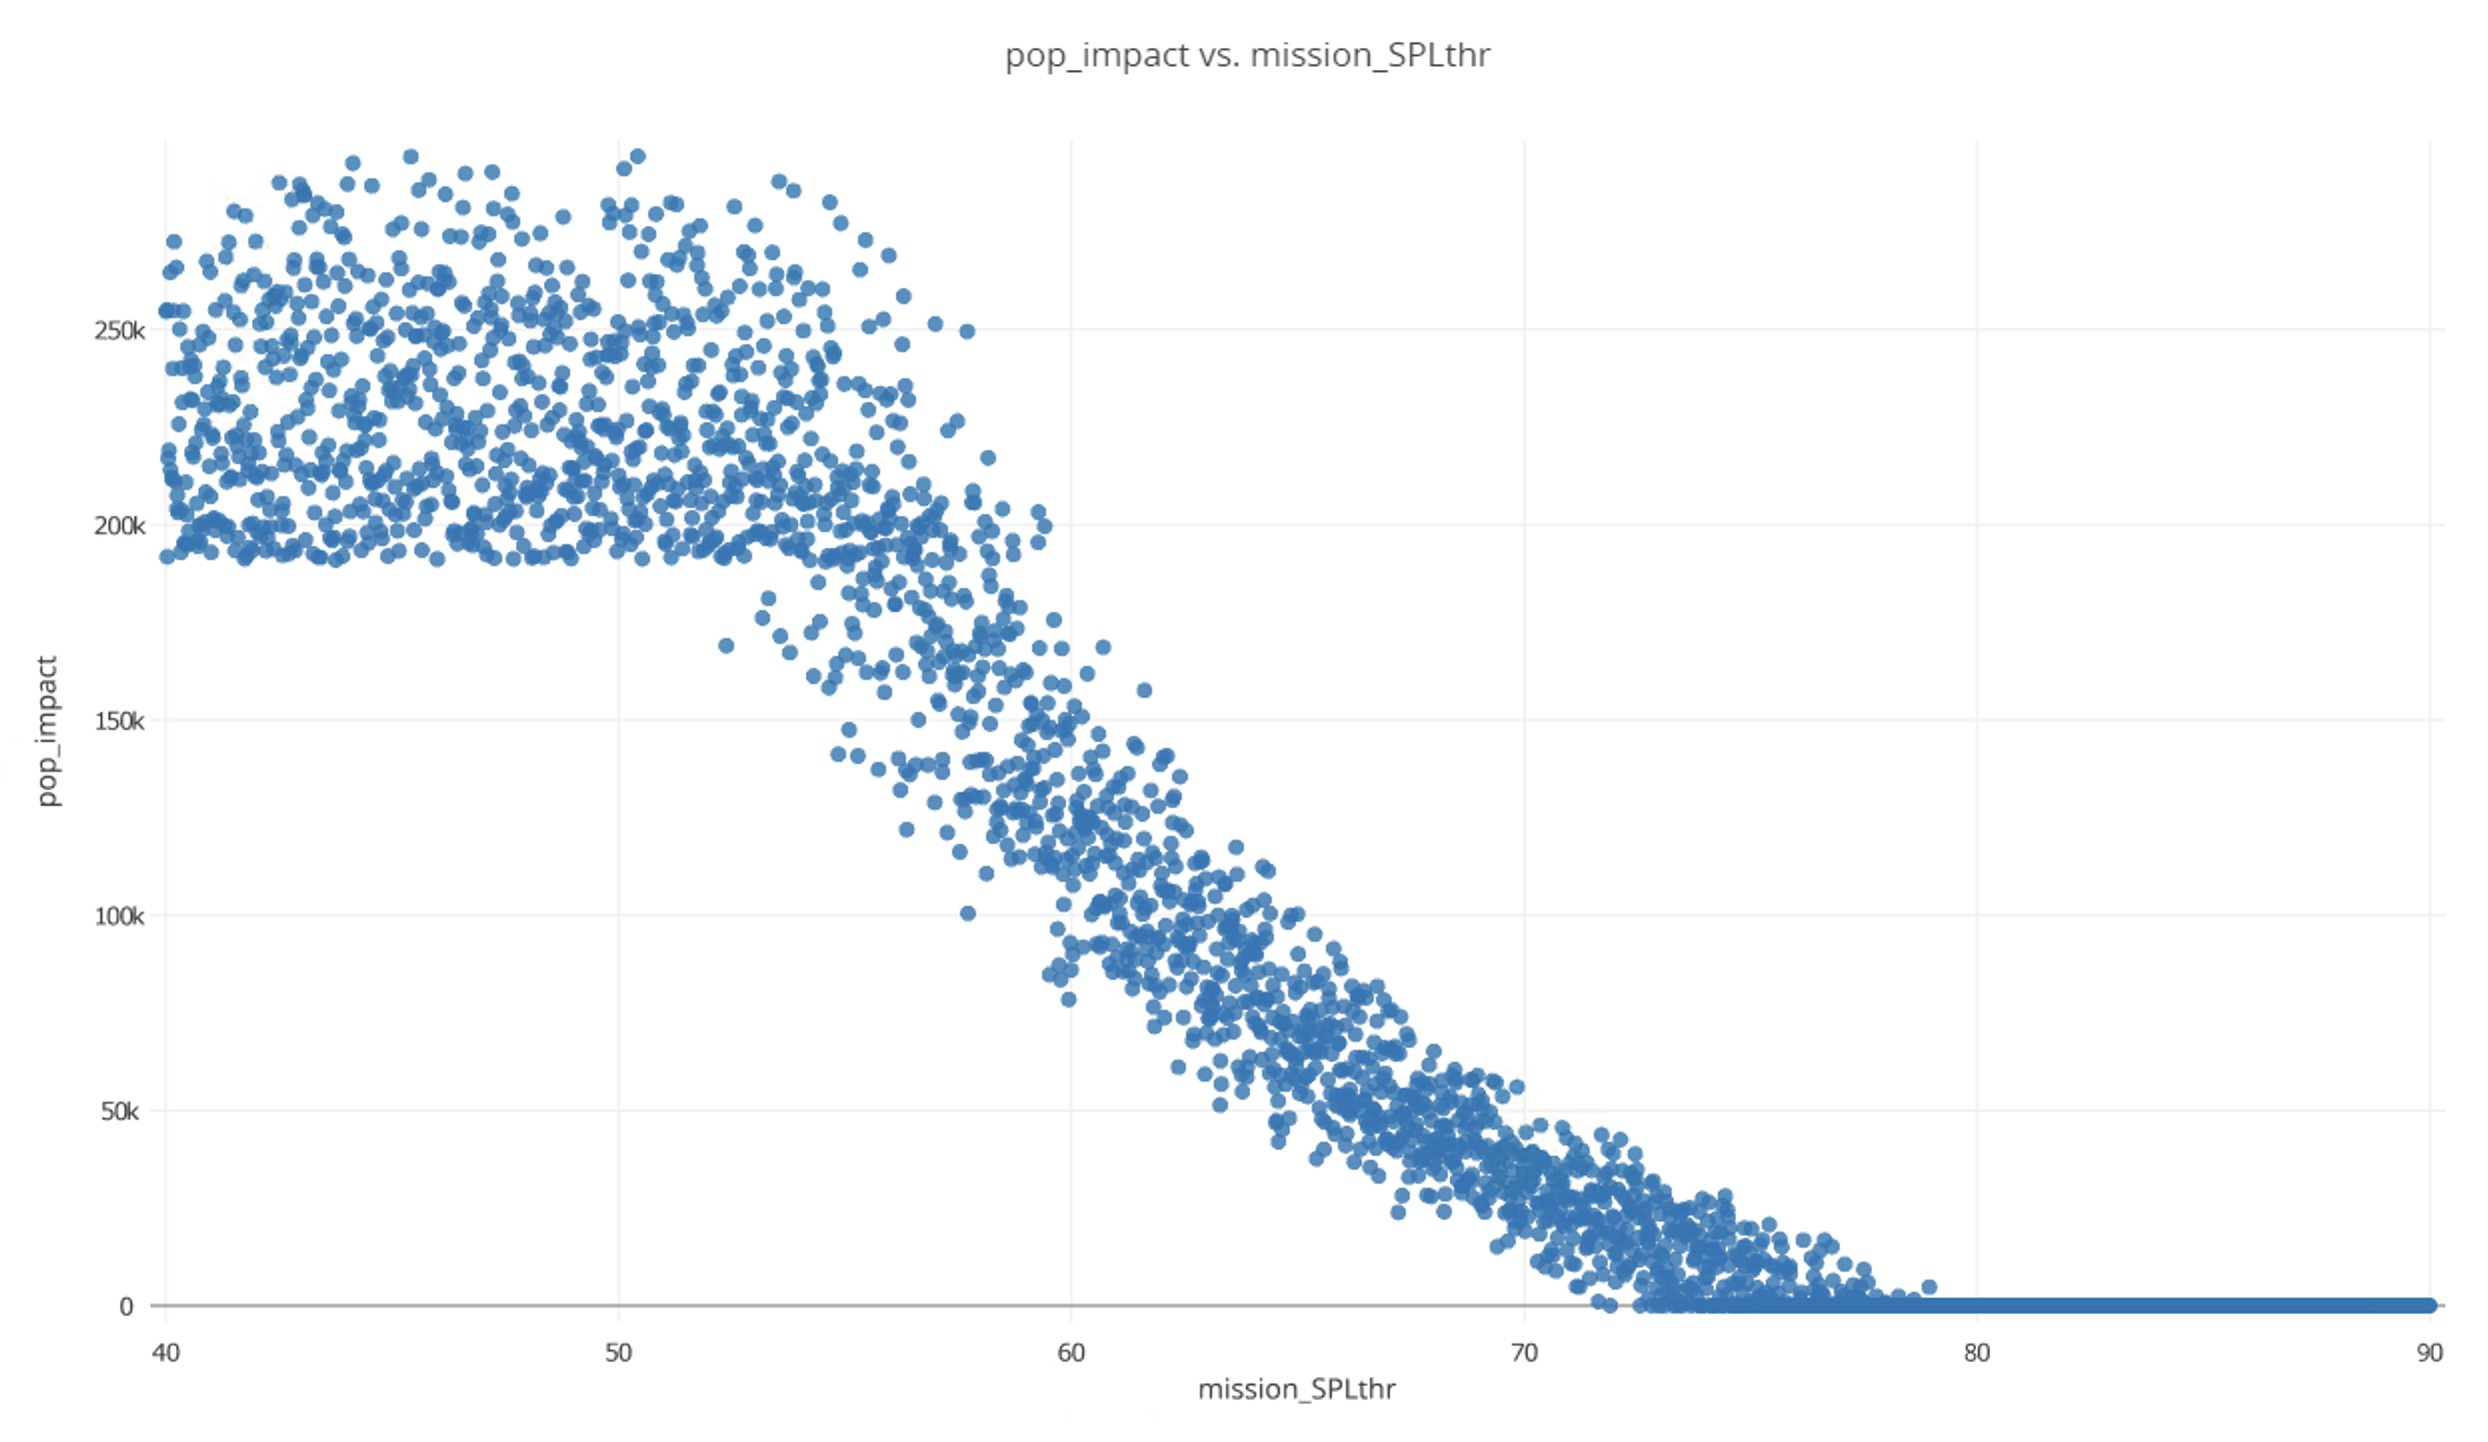 pop_impact vs. mission_SPLthr
250k
200k
150k
100k
50k
0
pop_impact
40 50 60 70 80 90
mission_SPLthr